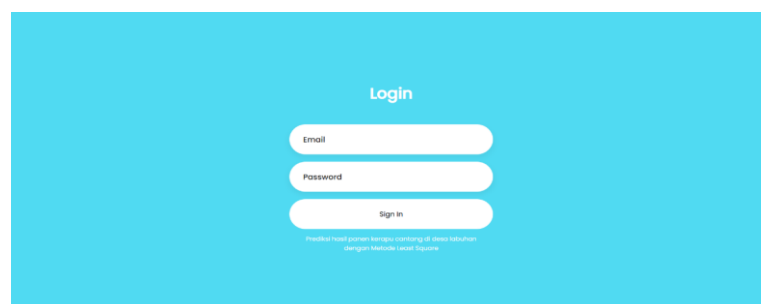 Login
Email
Password
Sign In
Prediksi hasil panen kerapu cantang di desa labuhan
dengan Metode Least Square